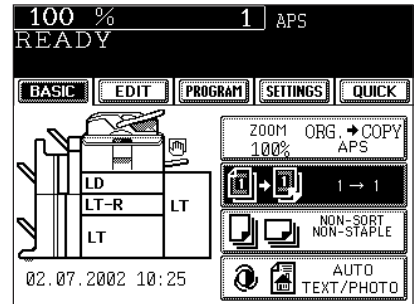 100 % 1 APS
READY
BASIC EDIT PROGRAM SETTINGS QUICK
ZOOM ORG. → COPY
100% APS
1 → 1
LD
LT-R
LT
LT
NON-SORT
NON-STAPLE
02.07.2002 10:25
AUTO
TEXT/PHOTO